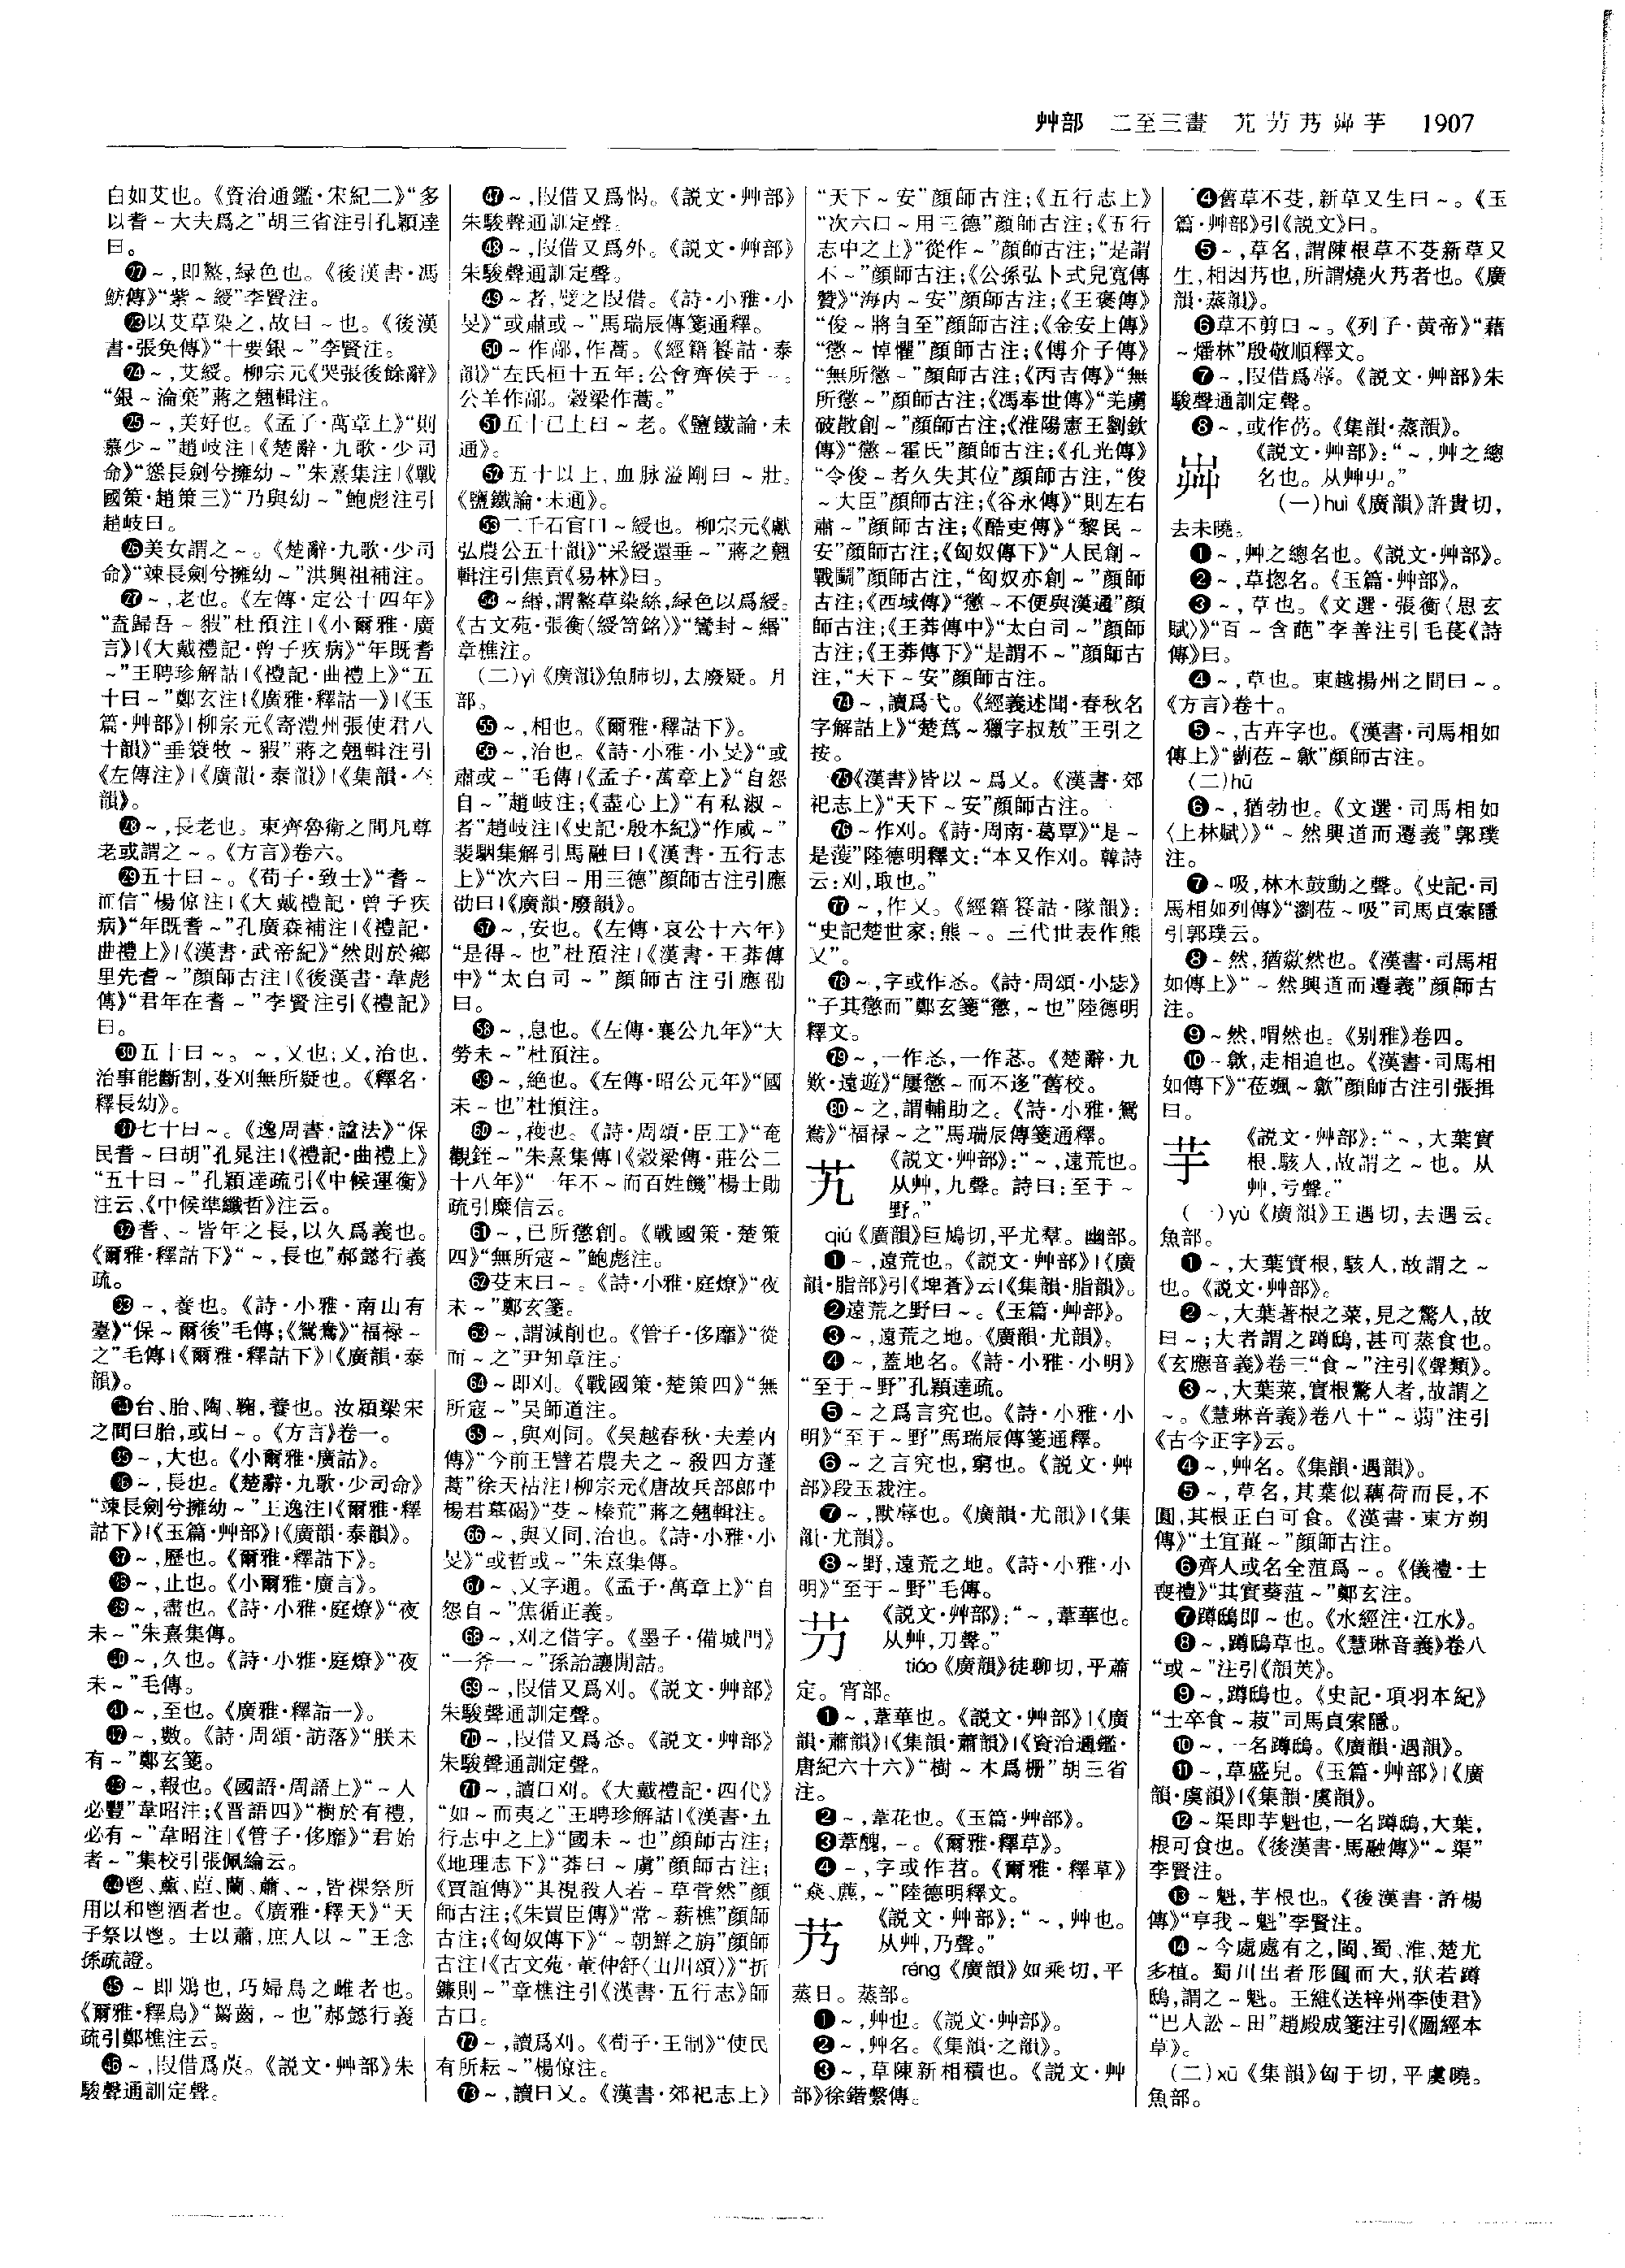 艸部 二至三畫 艽艻芿芔芋 1907
白如艾也。《資治通鑑·宋紀二》“多
以耆~大夫爲之”胡三省注引孔穎達
曰。
㉒~,即盭,緑色也。《後漢書·馮
魴傳》“紫~綬”李賢注。
㉓以艾草染之,故曰~也。《後漢
書·張奂傳》“十要銀~”李賢注。
㉔~,艾綬。柳宗元《哭張後餘辭》
“銀~淪棄”蔣之翹輯注。
㉕~,美好也。《孟子·萬章上》“則
慕少~”趙岐注|《楚辭·九歌·少司
命》“慫長劍兮擁幼~”朱熹集注|《戰
國策·趙策三》“乃與幼~”鮑彪注引
趙岐曰。
㉖美女謂之~。《楚辭·九歌·少司
命》“竦長劍兮擁幼~”洪興祖補注。
㉗~,老也。《左傳·定公十四年》
“盍歸吾~豭”杜預注|《小爾雅·廣
言》|《大戴禮記·曾子疾病》“年既耆
~”王聘珍解詁|《禮記·曲禮上》“五
十曰~”鄭玄注|《廣雅·釋詁一》|《玉
篇·艸部》|柳宗元《寄澧州張使君八
十韻》“垂袋牧~豭”蔣之翹輯注引
《左傳注》|《廣韻·泰韻》|《集韻·夳
韻》。
㉘~,長老也。東齊魯衛之間凡尊
老或謂之~。《方言》卷六。
㉙五十曰~。《荀子·致士》“耆~
而信”楊倞注|《大戴禮記·曾子疾
病》“年既耆~”孔廣森補注|《禮記·
曲禮上》|《漢書·武帝紀》“然則於鄉
里先耆~”顔師古注|《後漢書·韋彪
傳》“君年在耆~”李賢注引《禮記》
曰。
㉚五十曰~。~,乂也;乂,治也,
治事能斷割,芟刈無所疑也。《釋名·
釋長幼》。
㉛七十曰~。《逸周書·諡法》“保
民耆~曰胡”孔晁注|《禮記·曲禮上》
“五十曰~”孔穎達疏引《中候運衡》
注云、《中候準纖哲》注云。
㉜耆、~皆年之長,以久爲義也。
《爾雅·釋詁下》“~,長也”郝懿行義
疏。
㉝~,養也。《詩·小雅·南山有
臺》“保~爾後”毛傳;《鴛鴦》“福禄~
之”毛傳|《爾雅·釋詁下》|《廣韻·泰
韻》。
㉞台、胎、陶、鞠,養也。汝潁梁宋
之間曰胎,或曰~。《方言》卷一。
㉟~,大也。《小爾雅·廣詁》。
㊱~,長也。《楚辭·九歌·少司命》
“竦長劍兮擁幼~”王逸注|《爾雅·釋
詁下》|《玉篇·艸部》|《廣韻·泰韻》。
㊲~,歷也。《爾雅·釋詁下》。
㊳~,止也。《小爾雅·廣言》。
㊴~,盡也。《詩·小雅·庭燎》“夜
未~”朱熹集傳。
㊵~,久也。《詩·小雅·庭燎》“夜
未~”毛傳。
㊶~,至也。《廣雅·釋詁一》。
㊷~,數。《詩·周頌·訪落》“朕未
有~”鄭玄箋。
㊸~,報也。《國語·周語上》“~人
必豐”韋昭注;《晉語四》“樹於有禮,
必有~”韋昭注|《管子·侈靡》“君始
者~”集校引張佩綸云。
㊹鬯、薰、茝、蘭、蕭、~,皆祼祭所
用以和鬯酒者也。《廣雅·釋天》“天
子祭以鬯。士以蕭,庶人以~”王念
孫疏證。
㊺~即鴱也,巧婦鳥之雌者也。
《爾雅·釋鳥》“鷽齒,~也”郝懿行義
疏引鄭樵注云。
㊻~,叚借爲蒎。《説文·艸部》朱
駿聲通訓定聲。
㊼~,叚借又爲㤅。《説文·艸部》
朱駿聲通訓定聲。
㊽~,叚借又爲外。《説文·艸部》
朱駿聲通訓定聲。
㊾~者,嬖之叚借。《詩·小雅·小
旻》“或肅或~”馬瑞辰傳箋通釋。
㊿~作鄗,作蒿。《經籍籑詁·泰
韻》“左氏桓十五年:公會齊侯于~。
公羊作鄗。穀梁作蒿。”
51五十已上曰~老。《鹽鐵論·未
通》。
52五十以上,血脉溢剛曰~壯。
《鹽鐵論·未通》。
53二千石官曰~綬也。柳宗元《獻
弘農公五十韻》“采綬還垂~”蔣之翹
輯注引焦貢《易林》曰。
54~緡,謂盭草染絲,緑色以爲綬。
《古文苑·張衡〈綬笥銘〉》“鸞封~緡”
章樵注。
(二)yì《廣韻》魚肺切,去廢疑。月
部。
55~,相也。《爾雅·釋詁下》。
56~,治也。《詩·小雅·小旻》“或
肅或~”毛傳|《孟子·萬章上》“自怨
自~”趙岐注;《盡心上》“有私淑~
者”趙岐注|《史記·殷本紀》“作咸~”
裴駰集解引馬融曰|《漢書·五行志
上》“次六曰~用三德”顔師古注引應
劭曰|《廣韻·廢韻》。
57~,安也。《左傳·哀公十六年》
“是得~也”杜預注|《漢書·王莽傳
中》“太白司~”顔師古注引應劭
曰。
58~,息也。《左傳·襄公九年》“大
勞未~”杜預注。
59~,絶也。《左傳·昭公元年》“國
未~也”杜預注。
60~,穫也。《詩·周頌·臣工》“奄
觀銍~”朱熹集傳|《穀梁傳·莊公二
十八年》“一年不~而百姓饑”楊士勛
疏引糜信云。
61~,已所懲創。《戰國策·楚策
四》“無所寇~”鮑彪注。
62芟末曰~。《詩·小雅·庭燎》“夜
未~”鄭玄箋。
63~,謂減削也。《管子·侈靡》“從
而~之”尹知章注。
64~即刈。《戰國策·楚策四》“無
所寇~”吴師道注。
65~,與刈同。《吴越春秋·夫差内
傳》“今前王譬若農夫之~殺四方蓬
蒿”徐天祜注|柳宗元《唐故兵部郎中
楊君墓碣》“芟~榛荒”蔣之翹輯注。
66~,與乂同,治也。《詩·小雅·小
旻》“或哲或~”朱熹集傳。
67~、乂字通。《孟子·萬章上》“自
怨自~”焦循正義。
68~,刈之借字。《墨子·備城門》
“一斧一~”孫詒讓閒詁。
69~,叚借又爲刈。《説文·艸部》
朱駿聲通訓定聲。
70~,叚借又爲㣻。《説文·艸部》
朱駿聲通訓定聲。
71~,讀曰刈。《大戴禮記·四代》
“如~而夷之”王聘珍解詁|《漢書·五
行志中之上》“國未~也”顔師古注;
《地理志下》“莽曰~虜”顔師古注;
《賈誼傳》“其視殺人若~草菅然”顔
師古注;《朱買臣傳》“常~薪樵”顔師
古注;《匈奴傳下》“~朝鮮之旃”顔師
古注|《古文苑·董仲舒〈山川頌〉》“折
鐮則~”章樵注引《漢書·五行志》師
古曰。
72~,讀爲刈。《荀子·王制》“使民
有所耘~”楊倞注。
73~,讀曰乂。《漢書·郊祀志上》
“天下~安”顔師古注;《五行志上》
“次六曰~用三德”顔師古注;《五行
志中之上》“從作~”顔師古注;“是謂
不~”顔師古注;《公孫弘卜式兒寬傳
贊》“海内~安”顔師古注;《王褒傳》
“俊~將自至”顔師古注;《金安上傳》
“懲~悼懼”顔師古注;《傅介子傳》
“無所懲~”顔師古注;《丙吉傳》“無
所懲~”顔師古注;《馮奉世傳》“羌虜
破散創~”顔師古注;《淮陽憲王劉欽
傳》“懲~霍氏”顔師古注;《孔光傳》
“令俊~者久失其位”顔師古注,“俊
~大臣”顔師古注;《谷永傳》“則左右
肅~”顔師古注;《酷吏傳》“黎民~
安”顔師古注;《匈奴傳下》“人民創~
戰鬭”顔師古注,“匈奴亦創~”顔師
古注;《西域傳》“懲~不便與漢通”顔
師古注;《王莽傳中》“太白司~”顔師
古注;《王莽傳下》“是謂不~”顔師古
注,“天下~安”顔師古注。
74~,讀爲弋。《經義述聞·春秋名
字解詁上》“楚蒍~獵字叔敖”王引之
按。
75《漢書》皆以~爲乂。《漢書·郊
祀志上》“天下~安”顔師古注。
76~作刈。《詩·周南·葛覃》“是~
是濩”陸德明釋文:“本又作刈。韓詩
云:刈,取也。”
77~,作乂。《經籍籑詁·隊韻》:
“史記楚世家:熊~。三代世表作熊
乂”。
78~,字或作㣻。《詩·周頌·小毖》
“予其懲而”鄭玄箋“懲,~也”陸德明
釋文。
79~,一作㣻,一作䓈。《楚辭·九
歎·遠遊》“屢懲~而不迻”舊校。
80~之,謂輔助之。《詩·小雅·鴛
鴦》“福禄~之”馬瑞辰傳箋通釋。
艽 《説文·艸部》:“~,遠荒也。
从艸,九聲。詩曰:至于~
野。”
qiú《廣韻》巨鳩切,平尤羣。幽部。
❶~,遠荒也。《説文·艸部》|《廣
韻·脂部》引《埤蒼》云|《集韻·脂韻》。
❷遠荒之野曰~。《玉篇·艸部》。
❸~,遠荒之地。《廣韻·尤韻》。
❹~,蓋地名。《詩·小雅·小明》
“至于~野”孔穎達疏。
❺~之爲言究也。《詩·小雅·小
明》“至于~野”馬瑞辰傳箋通釋。
❻~之言究也,窮也。《説文·艸
部》段玉裁注。
❼~,獸蓐也。《廣韻·尤韻》|《集
韻·尤韻》。
❽~野,遠荒之地。《詩·小雅·小
明》“至于~野”毛傳。
芀 《説文·艸部》:“~,葦華也。
从艸,刀聲。”
tiáo《廣韻》徒聊切,平蕭
定。宵部。
❶~,葦華也。《説文·艸部》|《廣
韻·蕭韻》|《集韻·蕭韻》|《資治通鑑·
唐紀六十六》“樹~木爲栅”胡三省
注。
❷~,葦花也。《玉篇·艸部》。
❸葦醜,~。《爾雅·釋草》。
❹~,字或作苕。《爾雅·釋草》
“猋、藨,~”陸德明釋文。
艿 《説文·艸部》:“~,艸也。
从艸,乃聲。”
réng《廣韻》如乘切,平
蒸日。蒸部。
❶~,艸也。《説文·艸部》。
❷~,艸名。《集韻·之韻》。
❸~,草陳新相積也。《説文·艸
部》徐鍇繫傳。
❹舊草不芟,新草又生曰~。《玉
篇·艸部》引《説文》曰。
❺~,草名,謂陳根草不芟新草又
生,相因艿也,所謂燒火艿者也。《廣
韻·蒸韻》。
❻草不剪曰~。《列子·黄帝》“藉
~燔林”殷敬順釋文。
❼~,叚借爲蓐。《説文·艸部》朱
駿聲通訓定聲。
❽~,或作芿。《集韻·蒸韻》。
芔 《説文·艸部》:“~,艸之總
名也。从艸屮。”
(一)huì《廣韻》許貴切,
去未曉。
❶~,艸之總名也。《説文·艸部》。
❷~,草揔名。《玉篇·艸部》。
❸~,草也。《文選·張衡〈思玄
賦〉》“百~含葩”李善注引毛萇《詩
傳》曰。
❹~,草也。東越揚州之間曰~。
《方言》卷十。
❺~,古卉字也。《漢書·司馬相如
傳上》“劉莅~歙”顔師古注。
(二)hū
❻~,猶勃也。《文選·司馬相如
〈上林賦〉》“~然興道而遷義”郭璞
注。
❼~吸,林木鼓動之聲。《史記·司
馬相如列傳》“瀏莅~吸”司馬貞索隱
引郭璞云。
❽~然,猶歘然也。《漢書·司馬相
如傳上》“~然興道而遷義”顔師古
注。
❾~然,喟然也。《别雅》卷四。
❿~歙,走相追也。《漢書·司馬相
如傳下》“莅颯~歙”顔師古注引張揖
曰。
芋 《説文·艸部》:“~,大葉實
根,駭人,故謂之~也。从
艸,亏聲。”
(一)yù《廣韻》王遇切,去遇云。
魚部。
❶~,大葉實根,駭人,故謂之~
也。《説文·艸部》。
❷~,大葉著根之菜,見之驚人,故
曰~;大者謂之蹲鴟,甚可蒸食也。
《玄應音義》卷三“食~”注引《聲類》。
❸~,大葉菜,實根驚人者,故謂之
~。《慧琳音義》卷八十“~蒻”注引
《古今正字》云。
❹~,艸名。《集韻·遇韻》。
❺~,草名,其葉似藕荷而長,不
圓,其根正白可食。《漢書·東方朔
傳》“土宜薑~”顔師古注。
❻齊人或名全菹爲~。《儀禮·士
喪禮》“其實葵菹~”鄭玄注。
❼蹲鴟即~也。《水經注·江水》。
❽~,蹲鴟草也。《慧琳音義》卷八
“或~”注引《韻英》。
❾~,蹲鴟也。《史記·項羽本紀》
“士卒食~菽”司馬貞索隱。
❿~,一名蹲鴟。《廣韻·遇韻》。
⓫~,草盛皃。《玉篇·艸部》|《廣
韻·虞韻》|《集韻·虞韻》。
⓬~渠即芋魁也,一名蹲鴟,大葉,
根可食也。《後漢書·馬融傳》“~渠”
李賢注。
⓭~魁,芋根也。《後漢書·許楊
傳》“亨我~魁”李賢注。
⓮~今處處有之,閩、蜀、淮、楚尤
多植。蜀川出者形圓而大,狀若蹲
鴟,謂之~魁。王維《送梓州李使君》
“巴人訟~田”趙殿成箋注引《圖經本
草》。
(二)xū《集韻》匈于切,平虞曉。
魚部。